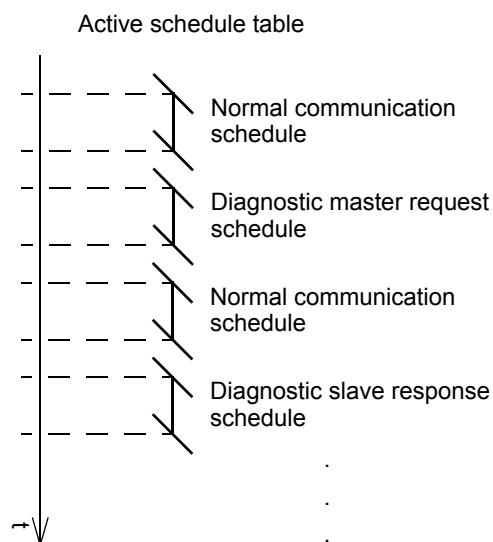 Active schedule table
Normal communication
schedule
Diagnostic master request
schedule
Normal communication
schedule
Diagnostic slave response
schedule
.
.
.
t